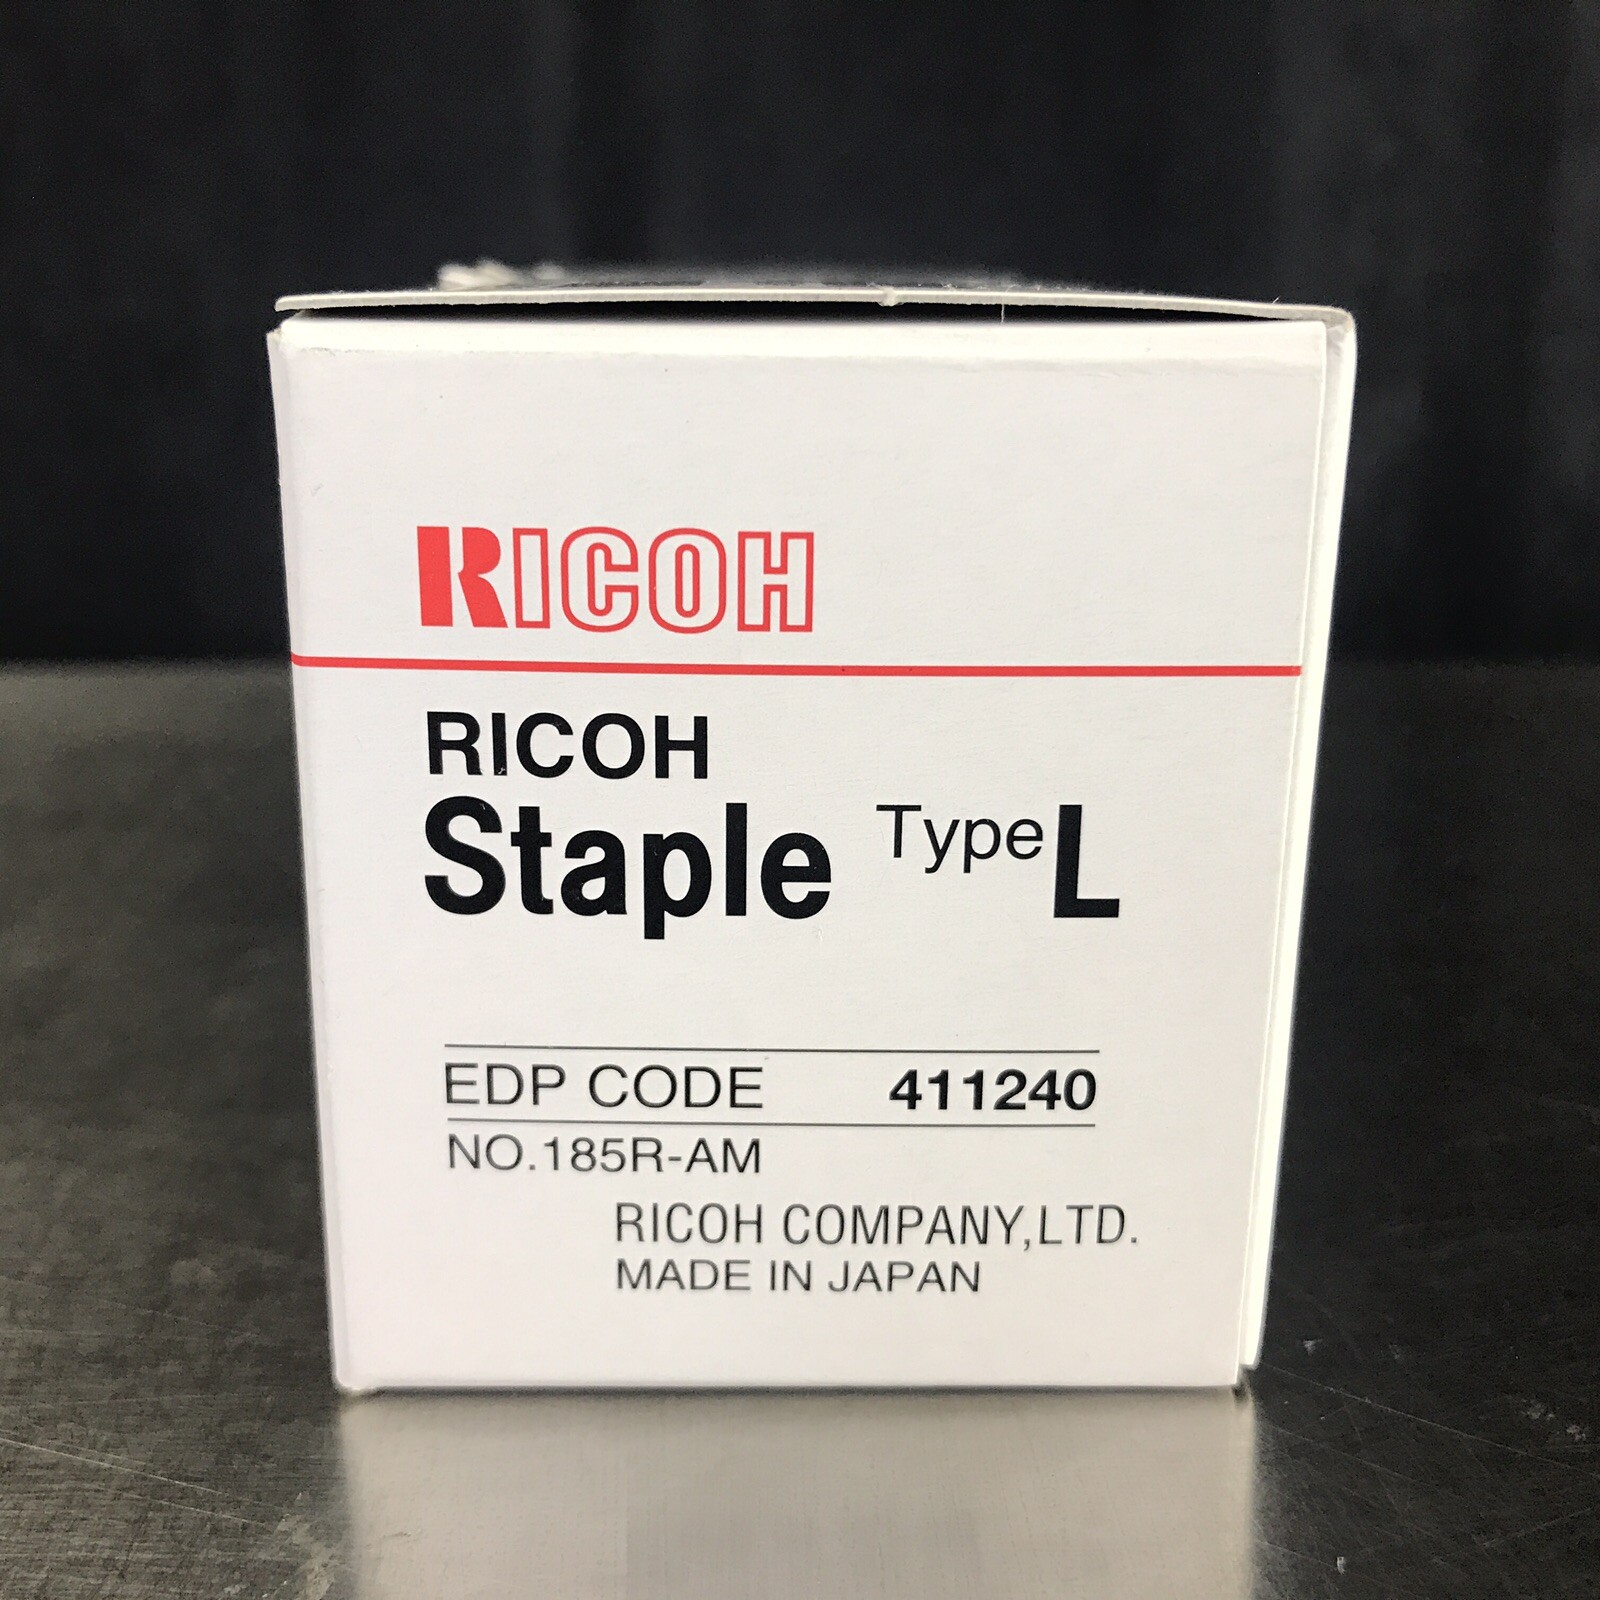 RICOH
RICOH
Staple Type L
EDP CODE 411240
NO.185R-AM
RICOH COMPANY,LTD.
MADE IN JAPAN